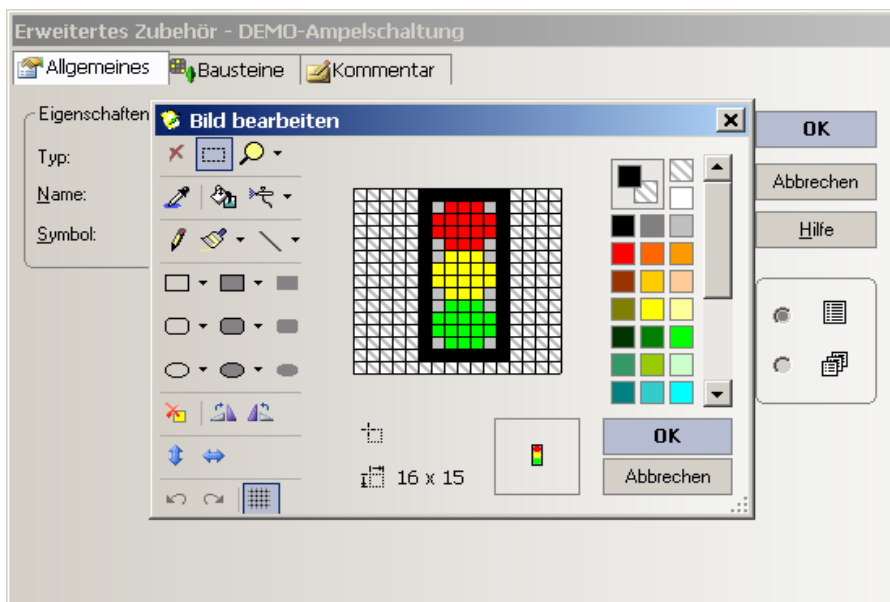 Erweitertes Zubehör - DEMO-Ampelschaltung
Allgemeines
Bausteine
Kommentar
Eigenschaften
Typ:
Name:
Symbol:
Bild bearbeiten
16 x 15
OK
Abbrechen
OK
Abbrechen
Hilfe